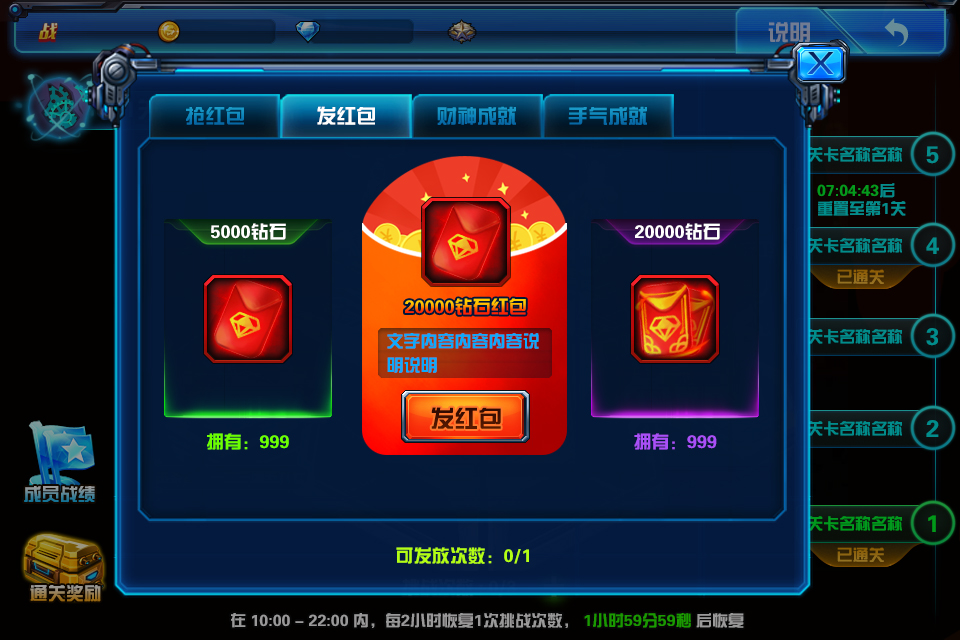 战
说明
抢红包
发红包
财神成就
手气成就
关卡名称名称
5
07:04:43后
重置至第1关
5000钻石
20000钻石
关卡名称名称
4
已通关
20000钻石红包
文字内容内容内容说
明说明
关卡名称名称
3
发红包
拥有：999
拥有：999
关卡名称名称
2
成员战绩
关卡名称名称
1
已通关
可发放次数：0/1
通关奖励
在 10:00 – 22:00 内，每2小时恢复1次挑战次数， 1小时59分59秒 后恢复